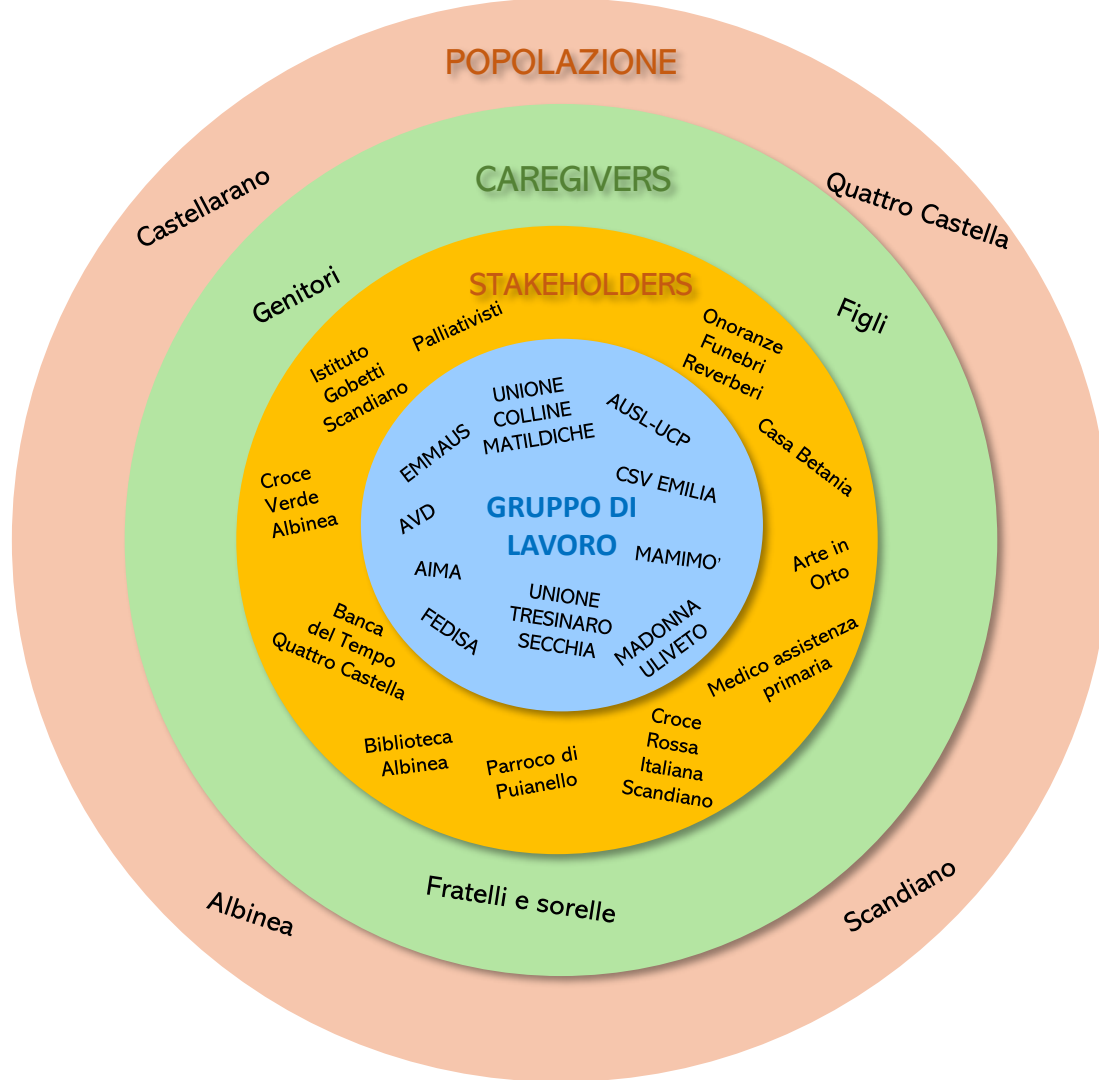 POPOLAZIONE
Castellarano
Quattro Castella
Albinea
Scandiano
CAREGIVERS
Genitori
Figli
Fratelli e sorelle
STAKEHOLDERS
Palliativisti
Istituto
Gobetti
Scandiano
Onoranze
Funebri
Reverberi
Casa Betania
Croce
Verde
Albinea
Arte in
Orto
Banca
del Tempo
Quattro Castella
Medico assistenza
primaria
Biblioteca
Albinea
Parroco di
Puianello
Croce
Rossa
Italiana
Scandiano
GRUPPO DI
LAVORO
UNIONE
COLLINE
MATILDICHE
AUSL-UCP
EMMAUS
CSV EMILIA
AVD
MAMIMO'
AIMA
UNIONE
TRESINARO
SECCHIA
FEDISA
MADONNA
ULIVETO